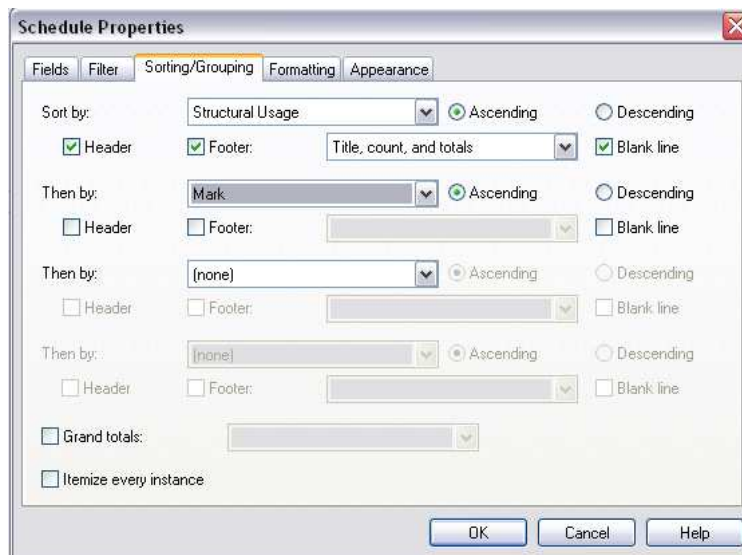 Schedule Properties
Fields Filter Sorting/Grouping Formatting Appearance
Sort by: Structural Usage Ascending Descending
Header Footer: Title, count, and totals Blank line
Then by: Mark Ascending Descending
Header Footer: Blank line
Then by: (none) Ascending Descending
Header Footer: Blank line
Then by: (none) Ascending Descending
Header Footer: Blank line
Grand totals:
Itemize every instance
OK Cancel Help